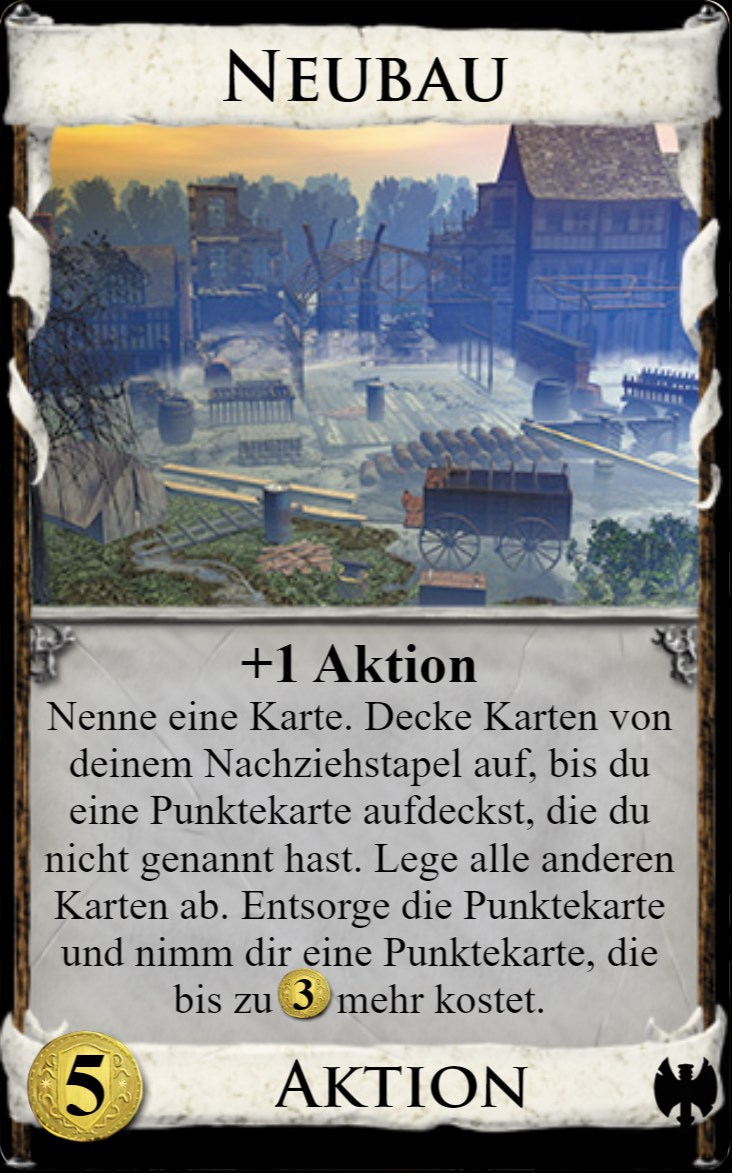 NEUBAU
+1 Aktion
Nenne eine Karte. Decke Karten von
deinem Nachziehstapel auf, bis du
eine Punktekarte aufdeckst, die du
nicht genannt hast. Lege alle anderen
Karten ab. Entsorge die Punktekarte
und nimm dir eine Punktekarte, die
bis zu 3 mehr kostet.
5 AKTION